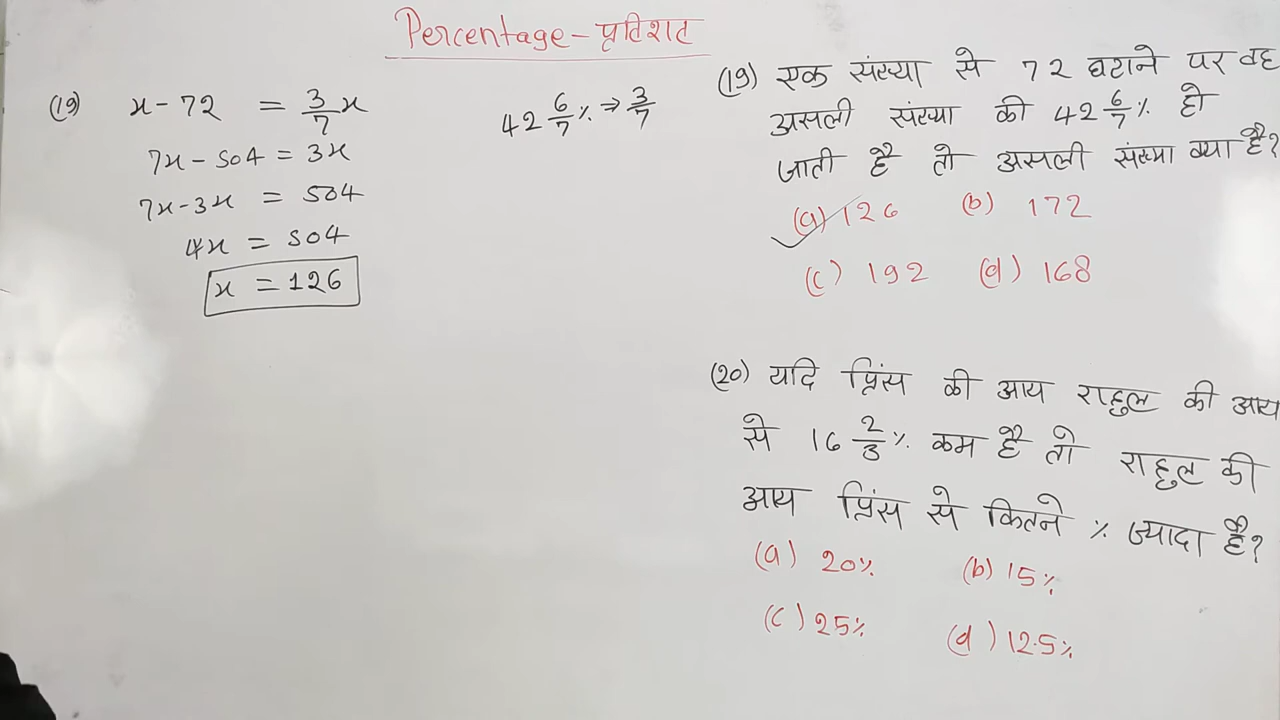 Percentage - प्रतिशत
(19) x - 72 = 3/7 x
7x - 504 = 3x
7x - 3x = 504
4x = 504
x = 126
42 6/7 % ⇒ 3/7
(19) एक संख्या से 72 घटाने पर वह
असली संख्या की 42 6/7 % हो
जाती है तो असली संख्या क्या है?
(a) 126 (b) 172
(c) 192 (d) 168
(20) यदि प्रिंस की आय राहुल की आय
से 16 2/3 % कम है तो राहुल की
आय प्रिंस से कितने % ज्यादा है?
(a) 20% (b) 15%
(c) 25% (d) 12.5%